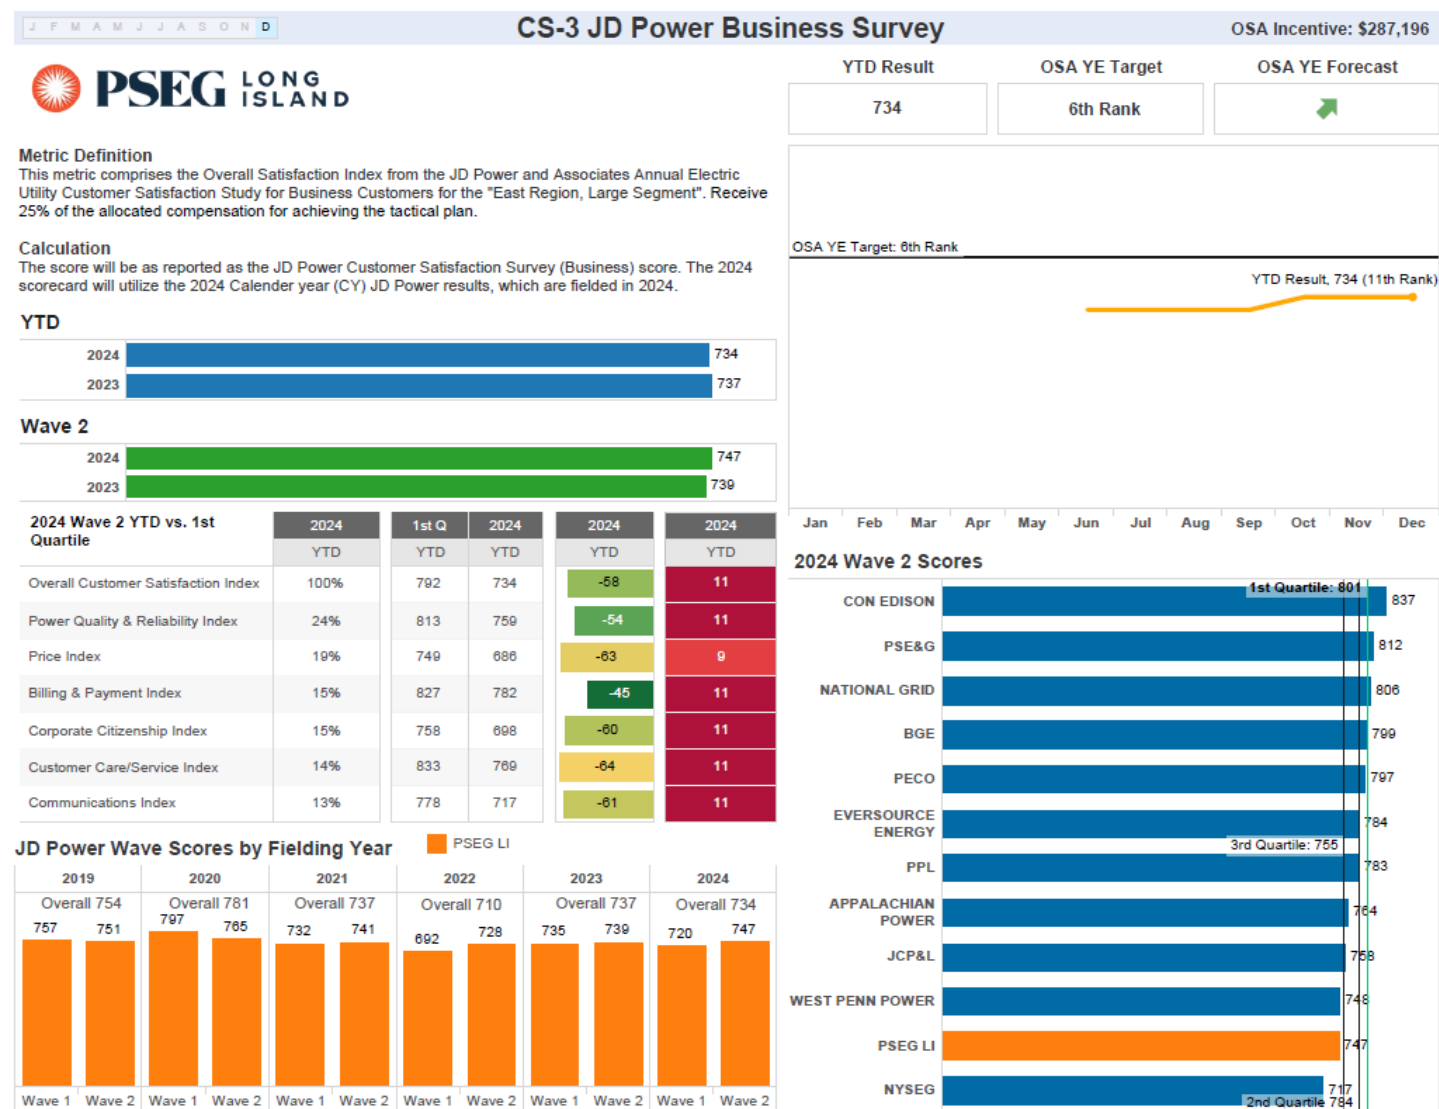 J F M A M J J A S O N D
CS-3 JD Power Business Survey
OSA Incentive: $287,196
PSEG LONG ISLAND
YTD Result
OSA YE Target
OSA YE Forecast
734
6th Rank
Metric Definition
This metric comprises the Overall Satisfaction Index from the JD Power and Associates Annual Electric
Utility Customer Satisfaction Study for Business Customers for the "East Region, Large Segment". Receive
25% of the allocated compensation for achieving the tactical plan.
Calculation
The score will be as reported as the JD Power Customer Satisfaction Survey (Business) score. The 2024
scorecard will utilize the 2024 Calender year (CY) JD Power results, which are fielded in 2024.
YTD
2024 734
2023 737
Wave 2
2024 747
2023 739
OSA YE Target: 6th Rank
YTD Result, 734 (11th Rank)
Jan Feb Mar Apr May Jun Jul Aug Sep Oct Nov Dec
2024 Wave 2 YTD vs. 1st
Quartile
2024 1st Q 2024 2024 2024
YTD YTD YTD YTD YTD
Overall Customer Satisfaction Index 100% 792 734 -58 11
Power Quality & Reliability Index 24% 813 759 -54 11
Price Index 19% 749 686 -63 9
Billing & Payment Index 15% 827 782 -45 11
Corporate Citizenship Index 15% 758 698 -60 11
Customer Care/Service Index 14% 833 769 -64 11
Communications Index 13% 778 717 -61 11
JD Power Wave Scores by Fielding Year
PSEG LI
2019 2020 2021 2022 2023 2024
Overall 754 Overall 781 Overall 737 Overall 710 Overall 737 Overall 734
757 751 797 765 732 741 692 728 735 739 720 747
Wave 1 Wave 2 Wave 1 Wave 2 Wave 1 Wave 2 Wave 1 Wave 2 Wave 1 Wave 2 Wave 1 Wave 2
2024 Wave 2 Scores
1st Quartile: 801
CON EDISON 837
PSE&G 812
NATIONAL GRID 806
BGE 799
PECO 797
EVERSOURCE
ENERGY 784
3rd Quartile: 755
PPL 783
APPALACHIAN
POWER 764
JCP&L 758
WEST PENN POWER 748
PSEG LI 747
NYSEG 717
2nd Quartile 784